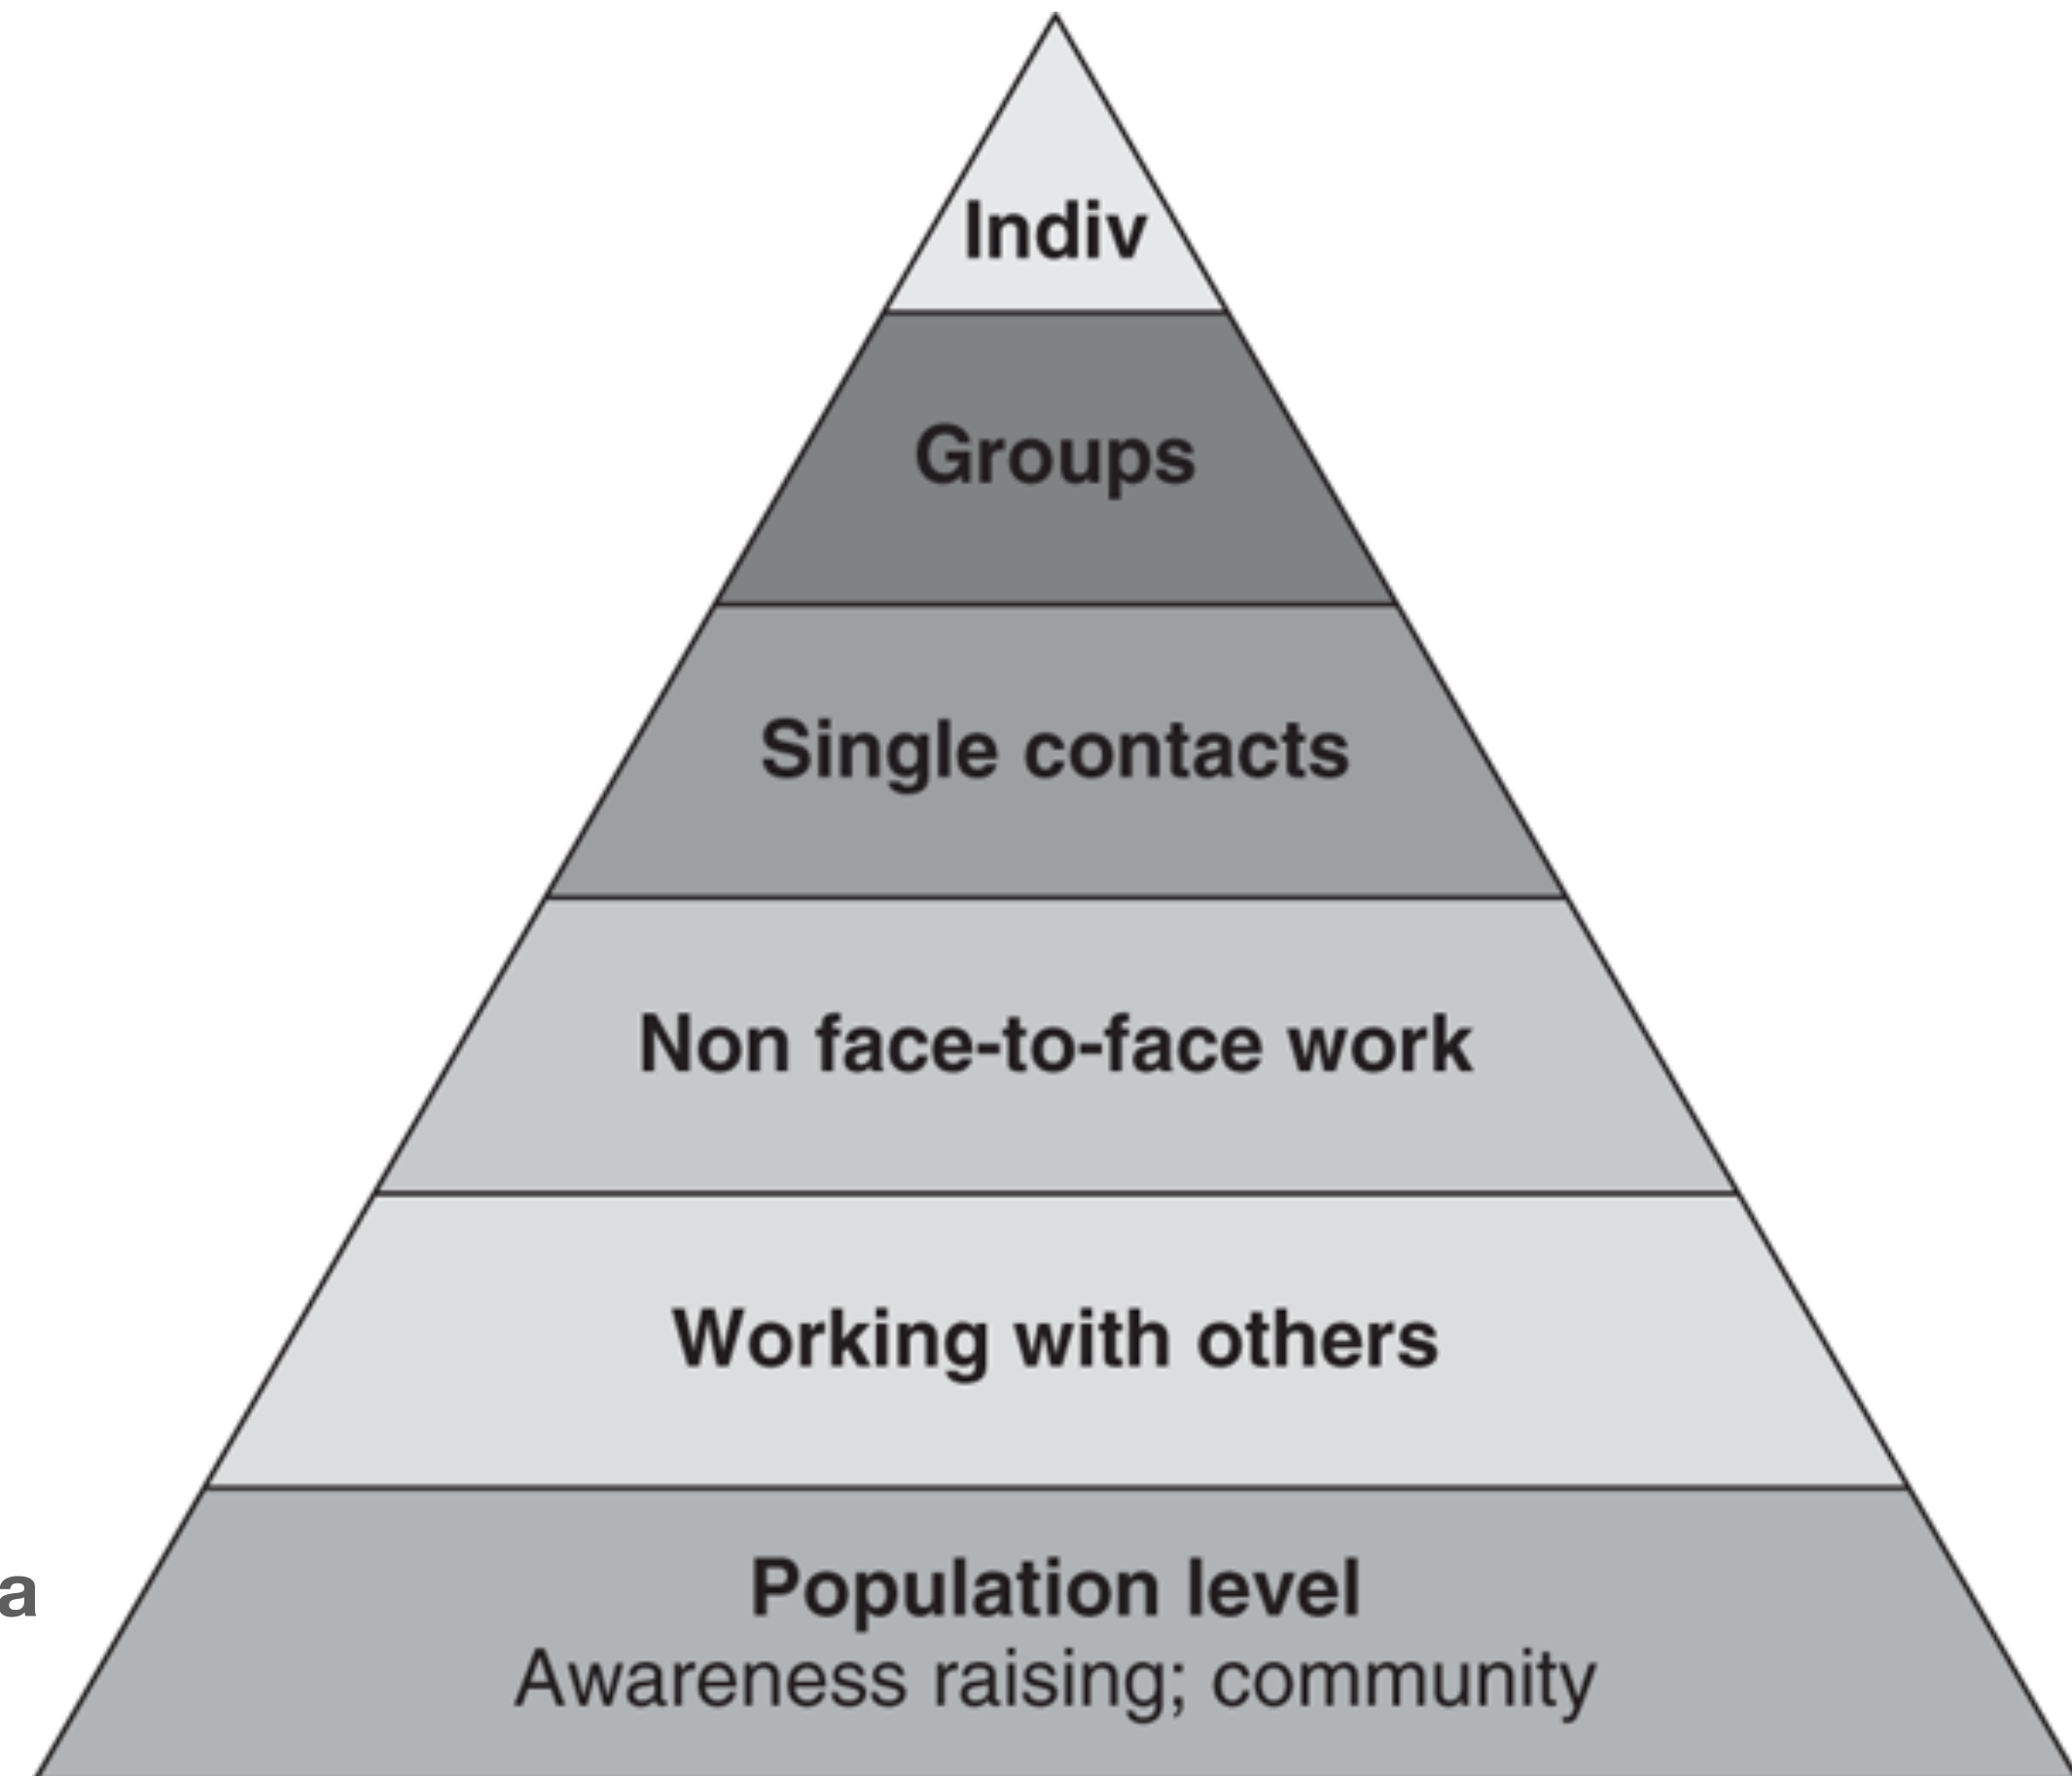 Indiv
Groups
Single contacts
Non face-to-face work
Working with others
Population level
a
Awareness raising; community